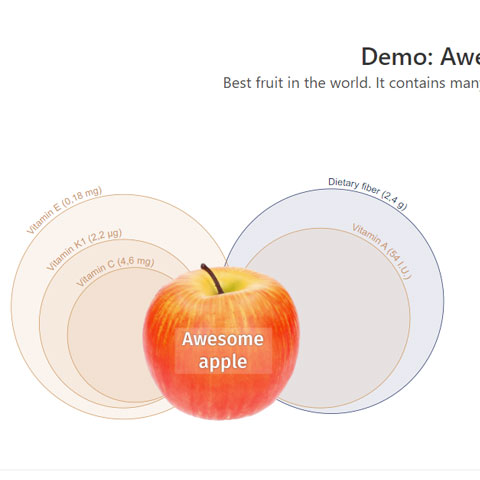 Demo: Awe
Best fruit in the world. It contains many
Vitamin E (0,18 mg)
Vitamin K1 (2,2 µg)
Vitamin C (4,6 mg)
Dietary fiber (2,4 g)
Vitamin A (54 I.U.)
Awesome
apple